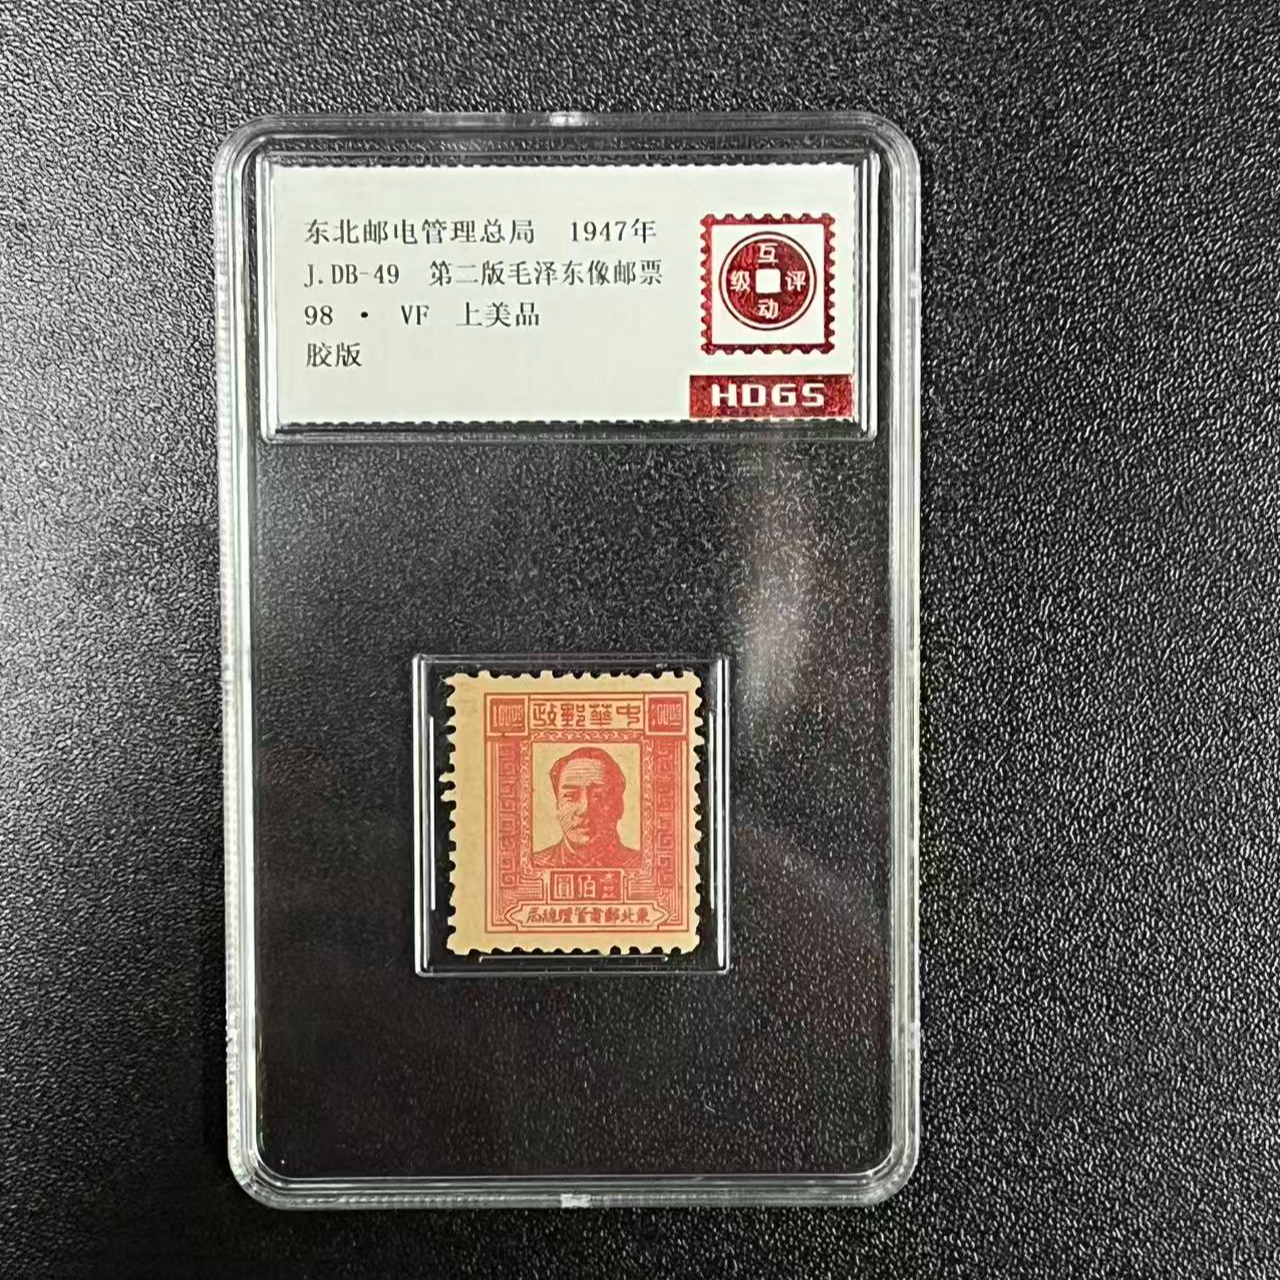 东北邮电管理总局 1947年
J.DB-49 第二版毛泽东像邮票
98 · VF 上美品
胶版
互动评级
HDGS
政郵華中
圓佰壹
局總理管電郵北東